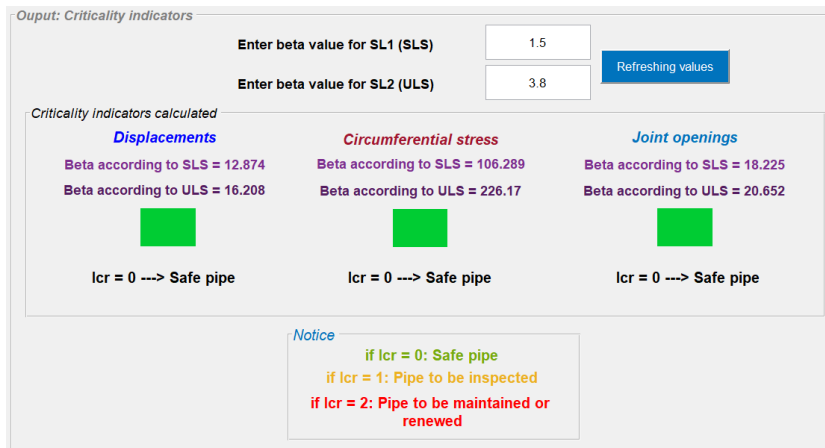 Ouput: Criticality indicators
Enter beta value for SL1 (SLS) 1.5
Refreshing values
Enter beta value for SL2 (ULS) 3.8
Criticality indicators calculated
Displacements Circumferential stress Joint openings
Beta according to SLS = 12.874 Beta according to SLS = 106.289 Beta according to SLS = 18.225
Beta according to ULS = 16.208 Beta according to ULS = 226.17 Beta according to ULS = 20.652
Icr = 0 ---> Safe pipe Icr = 0 ---> Safe pipe Icr = 0 ---> Safe pipe
Notice
if Icr = 0: Safe pipe
if Icr = 1: Pipe to be inspected
if Icr = 2: Pipe to be maintained or
renewed